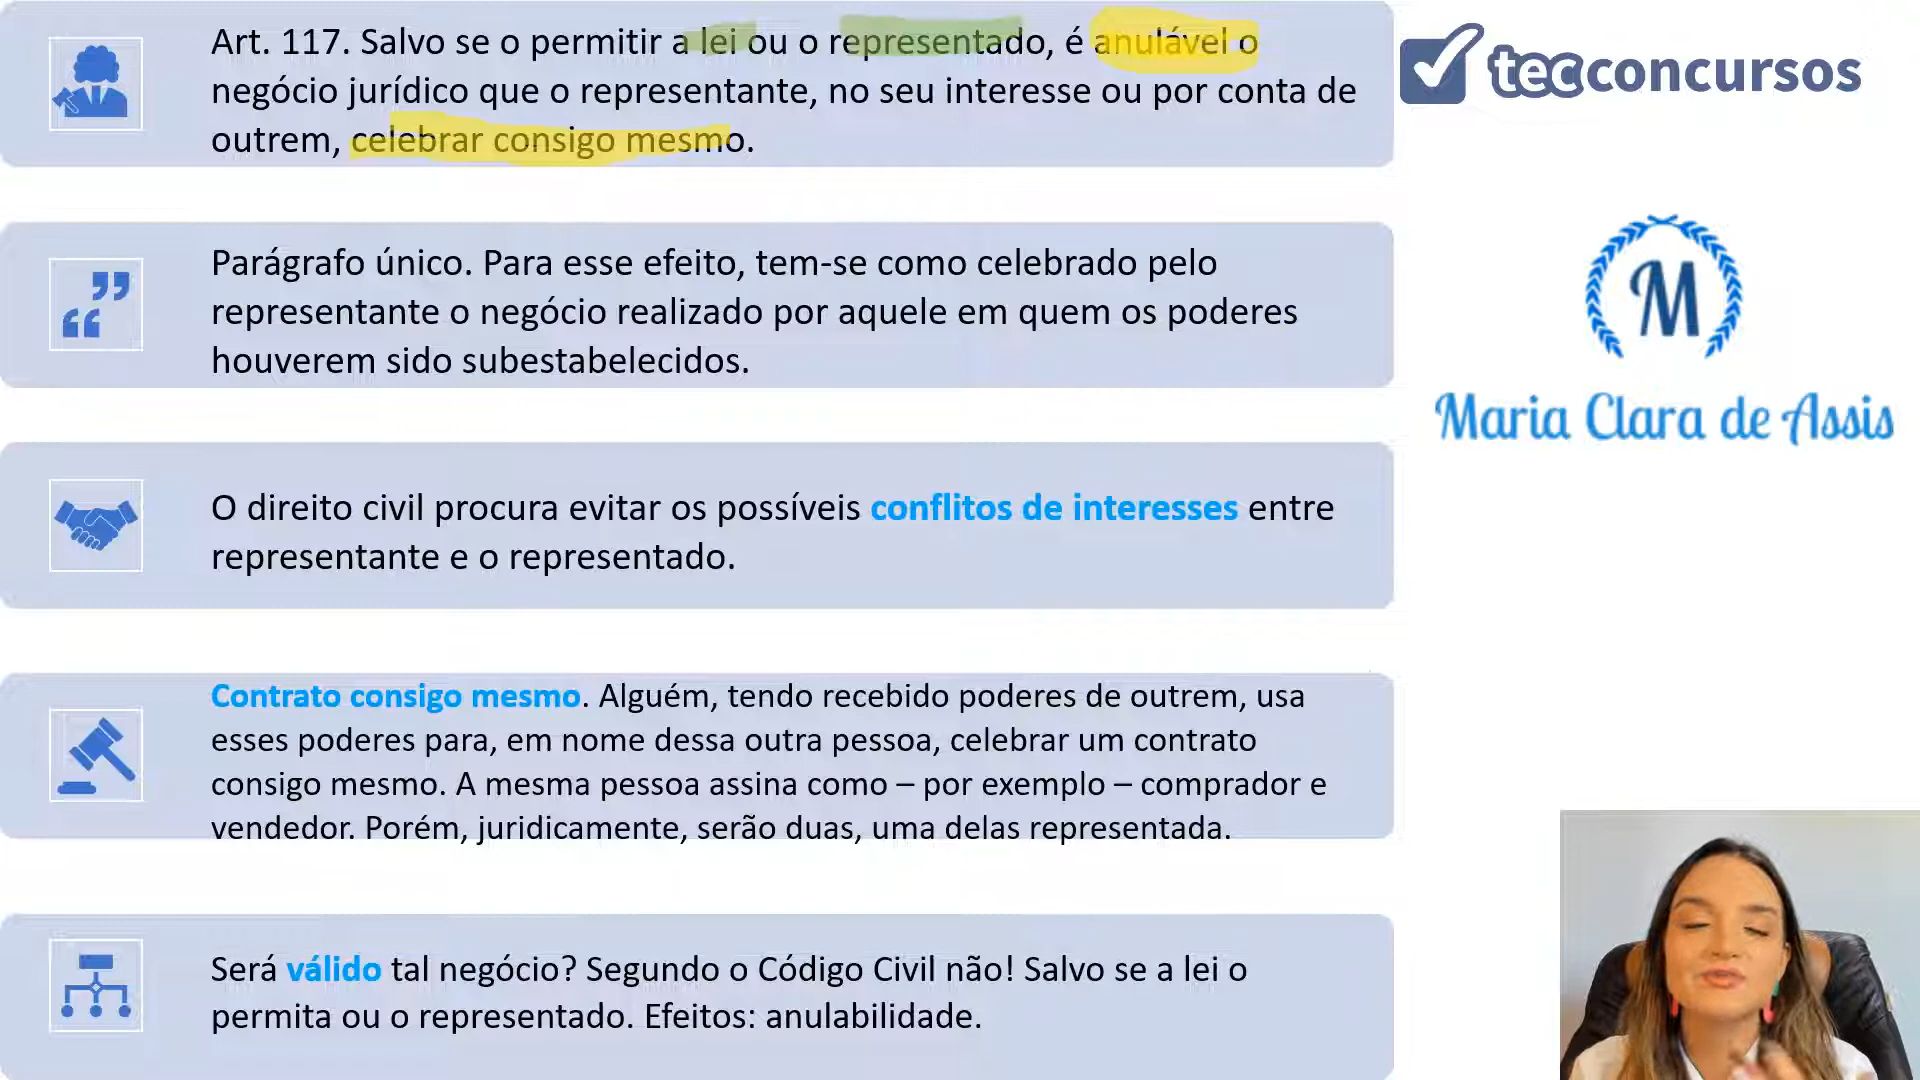 Art. 117. Salvo se o permitir a lei ou o representado, é anulável o
negócio jurídico que o representante, no seu interesse ou por conta de
outrem, celebrar consigo mesmo.
Parágrafo único. Para esse efeito, tem-se como celebrado pelo
representante o negócio realizado por aquele em quem os poderes
houverem sido subestabelecidos.
O direito civil procura evitar os possíveis conflitos de interesses entre
representante e o representado.
Contrato consigo mesmo. Alguém, tendo recebido poderes de outrem, usa
esses poderes para, em nome dessa outra pessoa, celebrar um contrato
consigo mesmo. A mesma pessoa assina como – por exemplo – comprador e
vendedor. Porém, juridicamente, serão duas, uma delas representada.
Será válido tal negócio? Segundo o Código Civil não! Salvo se a lei o
permita ou o representado. Efeitos: anulabilidade.
tecconcursos
M
Maria Clara de Assis